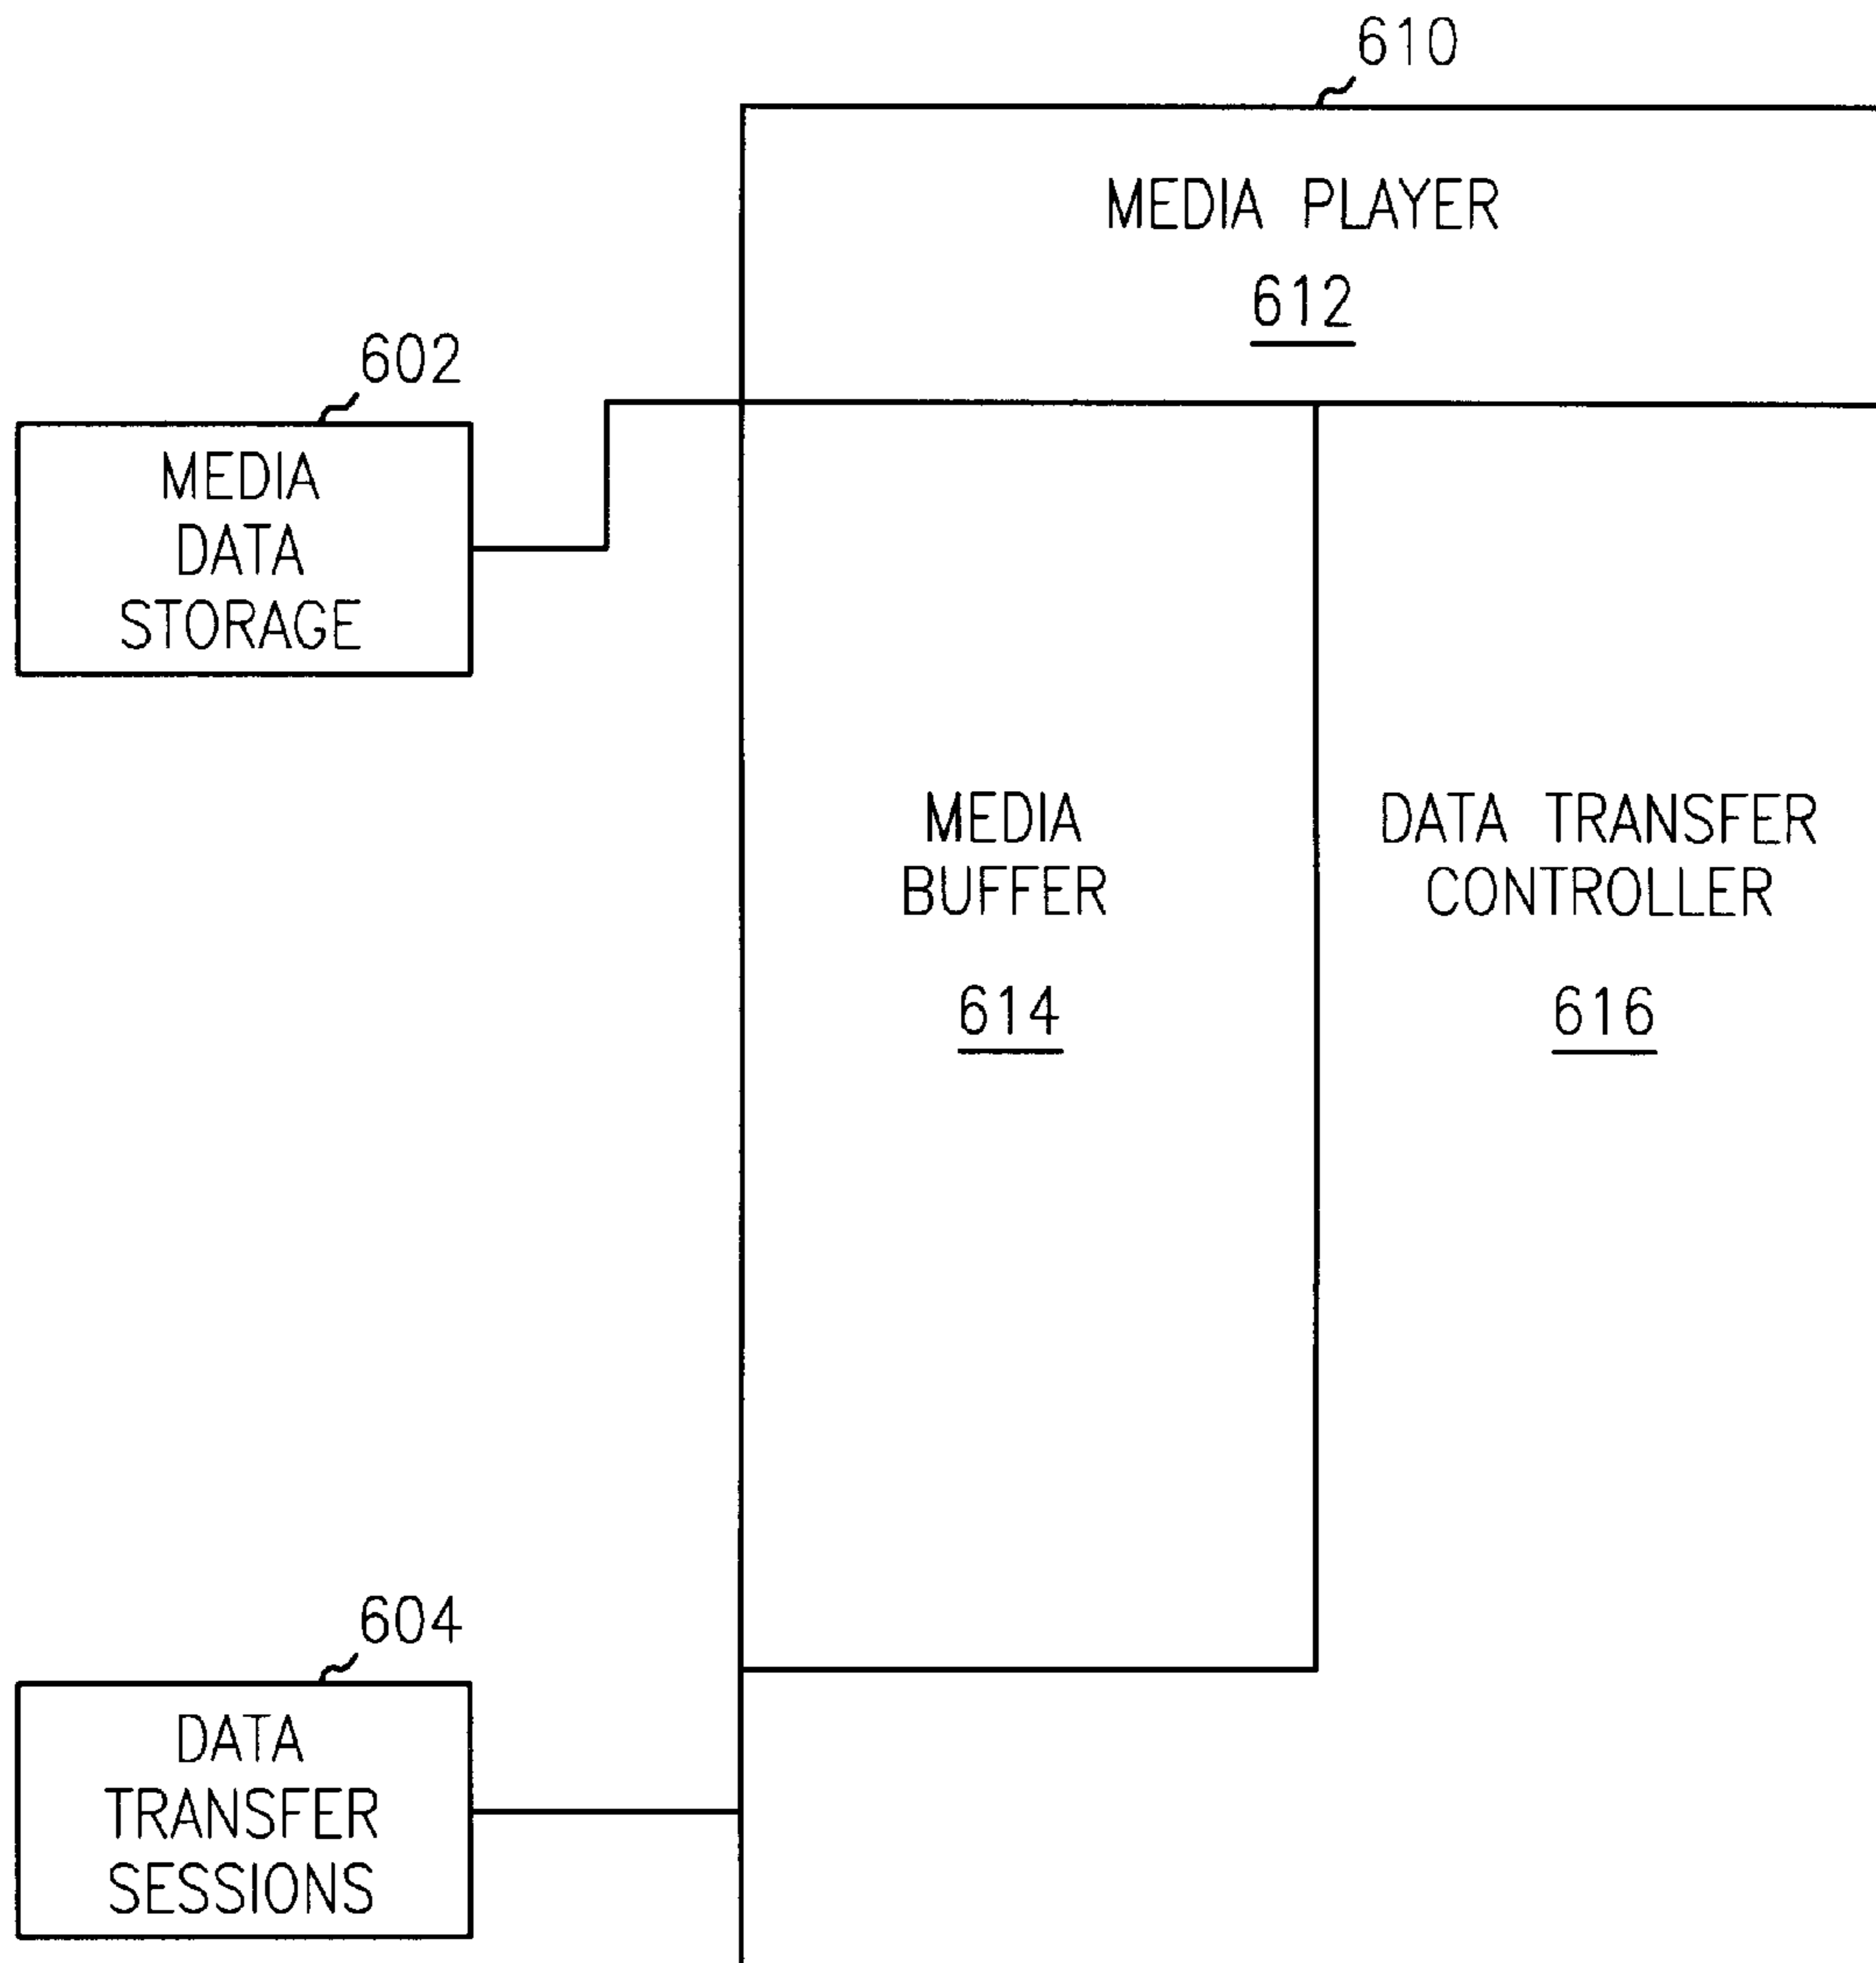 610
MEDIA PLAYER
612
602
MEDIA
DATA
STORAGE
MEDIA
BUFFER
614
DATA TRANSFER
CONTROLLER
616
604
DATA
TRANSFER
SESSIONS